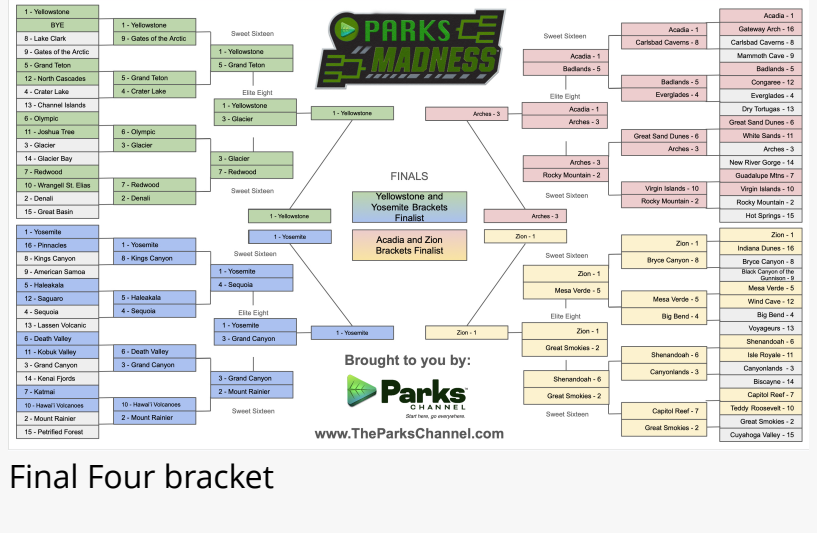 1 - Yellowstone
BYE
8 - Lake Clark
9 - Gates of the Arctic
5 - Grand Teton
12 - North Cascades
4 - Crater Lake
13 - Channel Islands
6 - Olympic
11 - Joshua Tree
3 - Glacier
14 - Glacier Bay
7 - Redwood
10 - Wrangell St. Elias
2 - Denali
15 - Great Basin
1 - Yosemite
16 - Pinnacles
8 - Kings Canyon
9 - American Samoa
5 - Haleakala
12 - Saguaro
4 - Sequoia
13 - Lassen Volcanic
6 - Death Valley
11 - Kobuk Valley
3 - Grand Canyon
14 - Kenai Fjords
7 - Katmai
10 - Hawai'i Volcanoes
2 - Mount Rainier
15 - Petrified Forest
1 - Yellowstone
9 - Gates of the Arctic
5 - Grand Teton
4 - Crater Lake
6 - Olympic
3 - Glacier
7 - Redwood
2 - Denali
1 - Yosemite
8 - Kings Canyon
5 - Haleakala
4 - Sequoia
6 - Death Valley
3 - Grand Canyon
10 - Hawai'i Volcanoes
2 - Mount Rainier
Sweet Sixteen
1 - Yellowstone
5 - Grand Teton
Elite Eight
1 - Yellowstone
3 - Glacier
3 - Glacier
7 - Redwood
Sweet Sixteen
Sweet Sixteen
1 - Yosemite
4 - Sequoia
Elite Eight
1 - Yosemite
3 - Grand Canyon
3 - Grand Canyon
2 - Mount Rainier
Sweet Sixteen
1 - Yellowstone
1 - Yellowstone
1 - Yosemite
1 - Yosemite
PARKS
MADNESS
FINALS
Yellowstone and
Yosemite Brackets
Finalist
Acadia and Zion
Brackets Finalist
Brought to you by:
Parks
CHANNEL
Start here, go everywhere.
www.TheParksChannel.com
Arches - 3
Arches - 3
Zion - 1
Zion - 1
Sweet Sixteen
Acadia - 1
Badlands - 5
Elite Eight
Acadia - 1
Arches - 3
Arches - 3
Rocky Mountain - 2
Sweet Sixteen
Sweet Sixteen
Zion - 1
Mesa Verde - 5
Elite Eight
Zion - 1
Great Smokies - 2
Shenandoah - 6
Great Smokies - 2
Sweet Sixteen
Acadia - 1
Carlsbad Caverns - 8
Badlands - 5
Everglades - 4
Great Sand Dunes - 6
Arches - 3
Virgin Islands - 10
Rocky Mountain - 2
Zion - 1
Bryce Canyon - 8
Mesa Verde - 5
Big Bend - 4
Shenandoah - 6
Canyonlands - 3
Capitol Reef - 7
Great Smokies - 2
Acadia - 1
Gateway Arch - 16
Carlsbad Caverns - 8
Mammoth Cave - 9
Badlands - 5
Congaree - 12
Everglades - 4
Dry Tortugas - 13
Great Sand Dunes - 6
White Sands - 11
Arches - 3
New River Gorge - 14
Guadalupe Mtns - 7
Virgin Islands - 10
Rocky Mountain - 2
Hot Springs - 15
Zion - 1
Indiana Dunes - 16
Bryce Canyon - 8
Black Canyon of the
Gunnison - 9
Mesa Verde - 5
Wind Cave - 12
Big Bend - 4
Voyageurs - 13
Shenandoah - 6
Isle Royale - 11
Canyonlands - 3
Biscayne - 14
Capitol Reef - 7
Teddy Roosevelt - 10
Great Smokies - 2
Cuyahoga Valley - 15
Final Four bracket